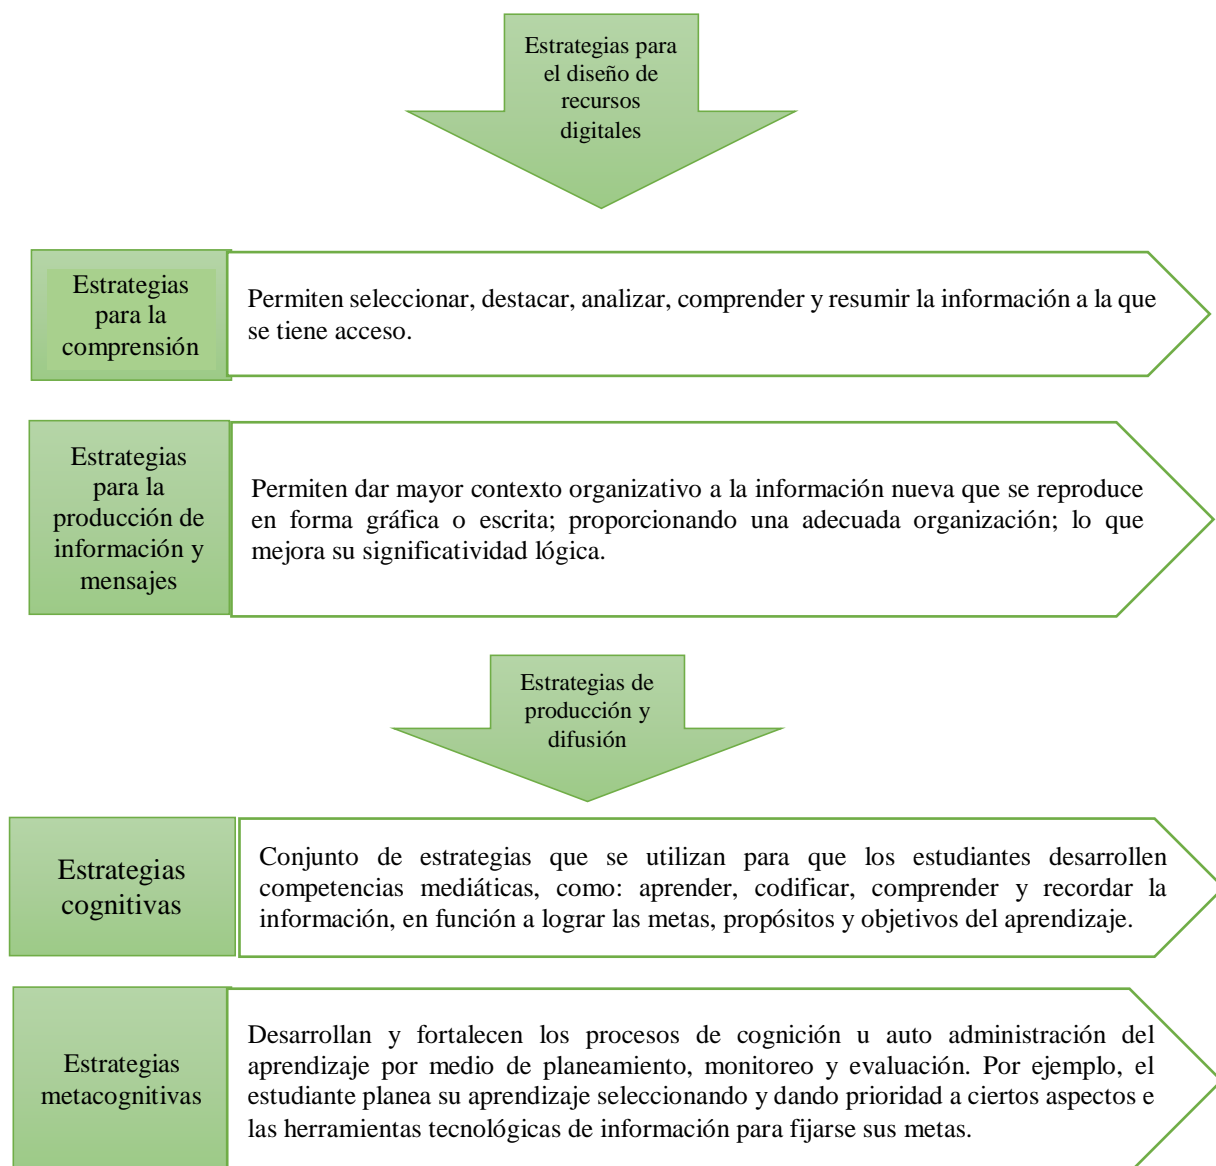 Estrategias para
el diseño de
recursos
digitales
Estrategias
para la
comprensión
Permiten seleccionar, destacar, analizar, comprender y resumir la información a la que
se tiene acceso.
Estrategias
para la
producción de
información y
mensajes
Permiten dar mayor contexto organizativo a la información nueva que se reproduce
en forma gráfica o escrita; proporcionando una adecuada organización; lo que
mejora su significatividad lógica.
Estrategias de
producción y
difusión
Estrategias
cognitivas
Conjunto de estrategias que se utilizan para que los estudiantes desarrollen
competencias mediáticas, como: aprender, codificar, comprender y recordar la
información, en función a lograr las metas, propósitos y objetivos del aprendizaje.
Estrategias
metacognitivas
Desarrollan y fortalecen los procesos de cognición u auto administración del
aprendizaje por medio de planeamiento, monitoreo y evaluación. Por ejemplo, el
estudiante planea su aprendizaje seleccionando y dando prioridad a ciertos aspectos e
las herramientas tecnológicas de información para fijarse sus metas.